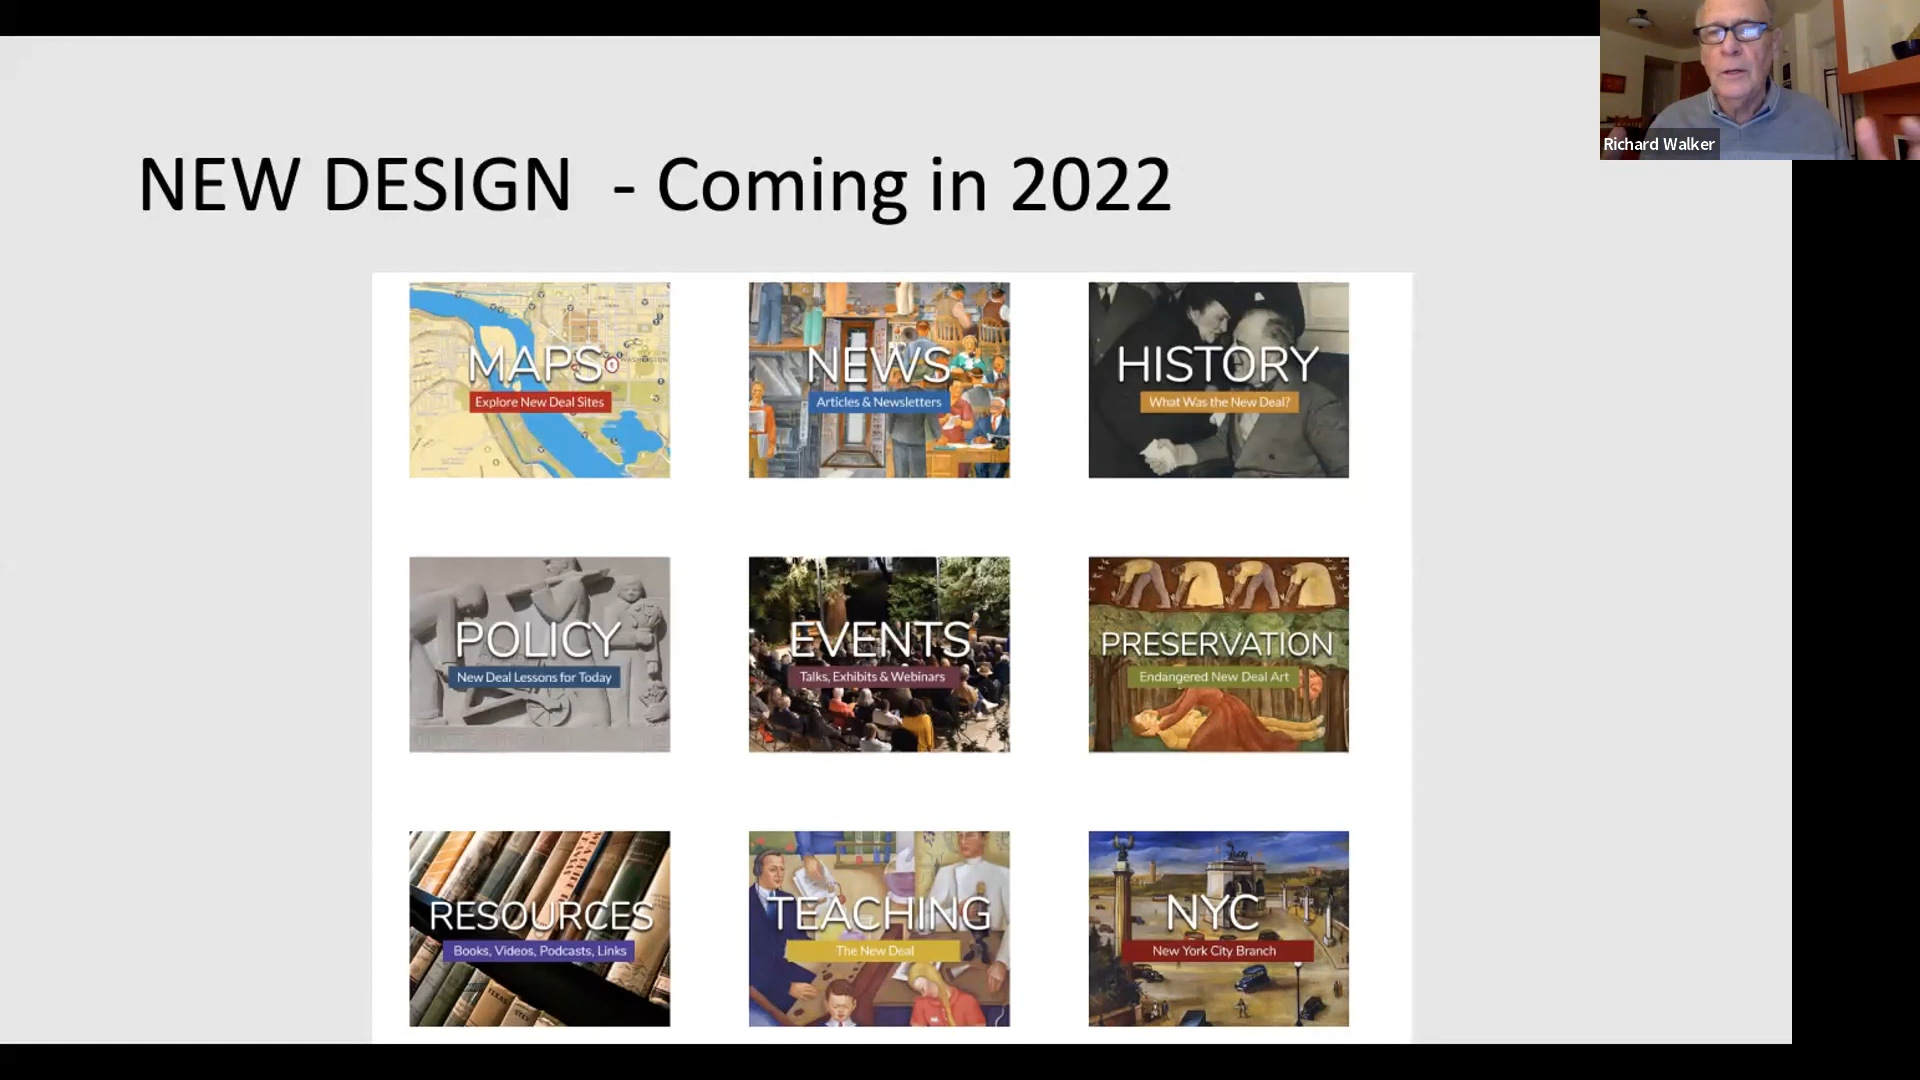 Richard Walker
NEW DESIGN - Coming in 2022
MAPS
Explore New Deal Sites
NEWS
Articles & Newsletters
HISTORY
What Was the New Deal?
POLICY
New Deal Lessons for Today
EVENTS
Talks, Exhibits & Webinars
PRESERVATION
Endangered New Deal Art
RESOURCES
Books, Videos, Podcasts, Links
TEACHING
The New Deal
NYC
New York City Branch